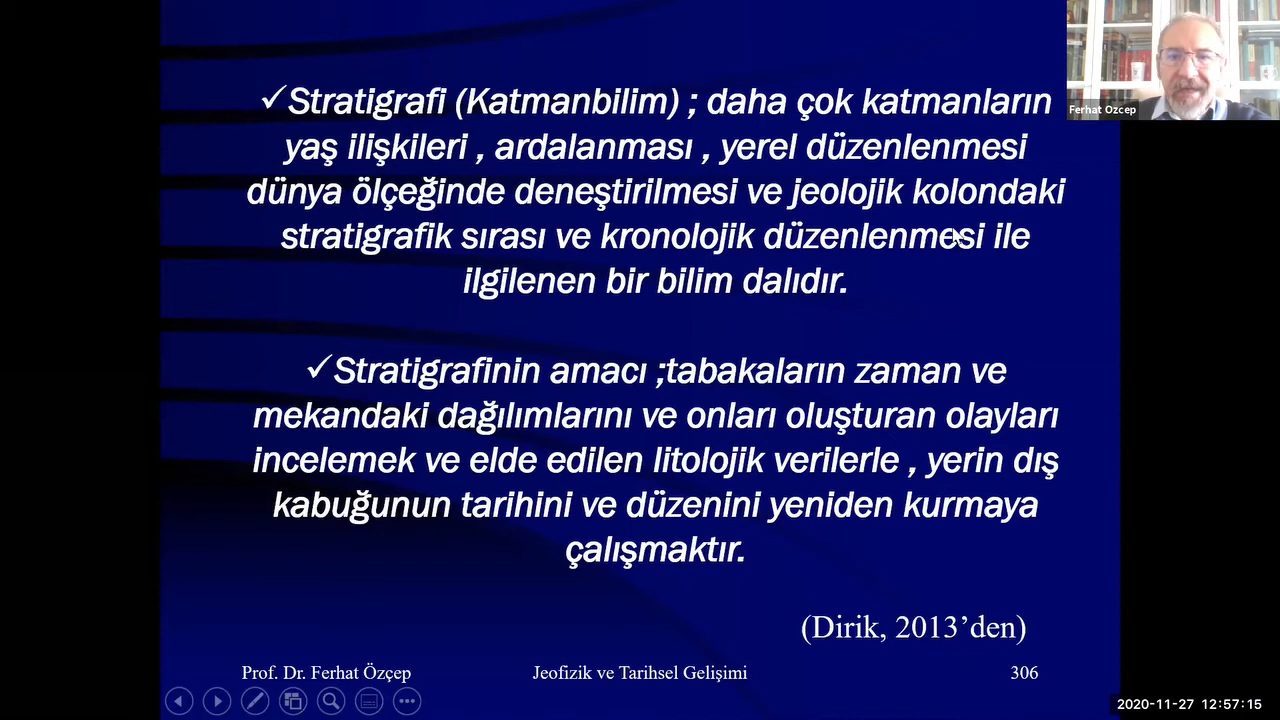 ✓Stratigrafi (Katmanbilim) ; daha çok katmanların
yaş ilişkileri , ardalanması , yerel düzenlenmesi
dünya ölçeğinde deneştirilmesi ve jeolojik kolondaki
stratigrafik sırası ve kronolojik düzenlenmesi ile
ilgilenen bir bilim dalıdır.
✓Stratigrafinin amacı ;tabakaların zaman ve
mekandaki dağılımlarını ve onları oluşturan olayları
incelemek ve elde edilen litolojik verilerle , yerin dış
kabuğunun tarihini ve düzenini yeniden kurmaya
çalışmaktır.
(Dirik, 2013’den)
Prof. Dr. Ferhat Özçep Jeofizik ve Tarihsel Gelişimi 306
Ferhat Ozcep
2020-11-27 12:57:15